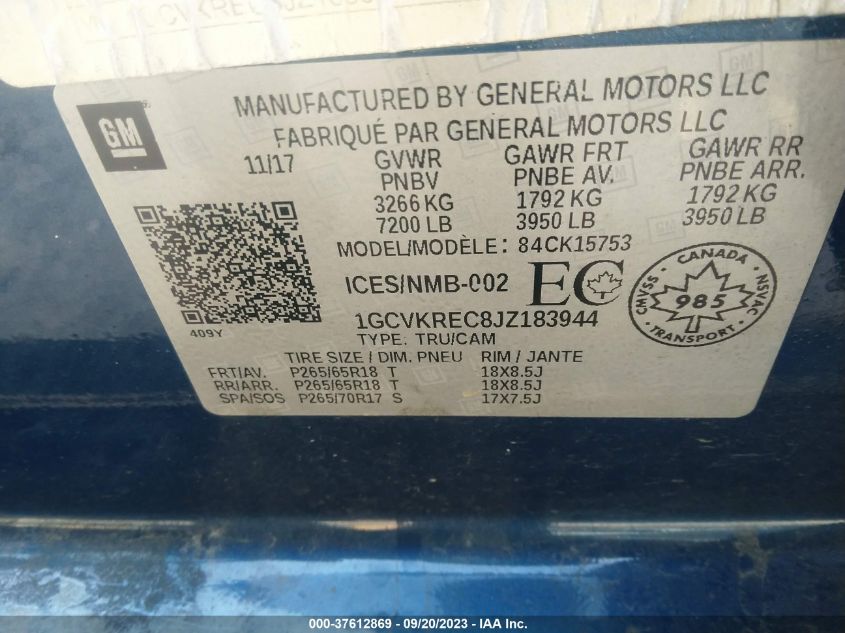 GM
MANUFACTURED BY GENERAL MOTORS LLC
FABRIQUÉ PAR GENERAL MOTORS LLC
11/17 GVWR GAWR FRT GAWR RR
PNBV PNBE AV. PNBE ARR.
3266 KG 1792 KG 1792 KG
7200 LB 3950 LB 3950 LB
MODEL/MODÈLE: 84CK15753
ICES/NMB-002 EC
CANADA
CMVSS 985 NSVAC
409Y
1GCVKREC8JZ183944
TYPE: TRU/CAM
TIRE SIZE / DIM. PNEU RIM / JANTE
FRT/AV. P265/65R18 T 18X8.5J
RR/ARR. P265/65R18 T 18X8.5J
SPA/SOS P265/70R17 S 17X7.5J
000-37612869 - 09/20/2023 - IAA Inc.